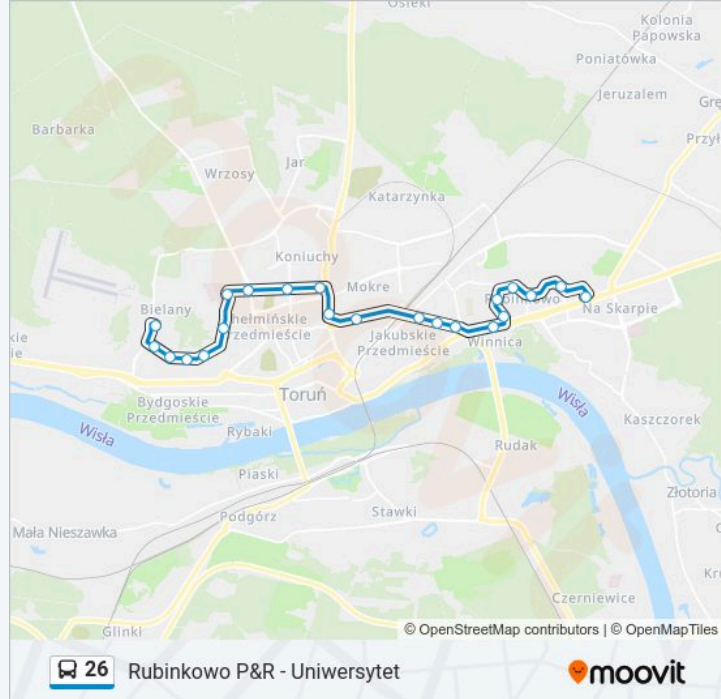 Osieki
Kolonia
Papowska
Poniatówka
Jeruzalem
Barbarka
Jar
Wrzosy
Katarzynka
Koniuchy
Mokre
Bielany
Rubinkowo
Na Skarpie
Chełmińskie
Przedmieście
Jakubskie
Przedmieście
Winnica
Toruń
Bydgoskie
Przedmieście
Wisła
Wisła
Rybaki
Kaszczorek
Rudak
Piaski
Złotoria
Podgórz
Stawki
Mała Nieszawka
Czerniewice
Glinki
© OpenStreetMap contributors | © OpenMapTiles
26 Rubinkowo P&R - Uniwersytet
moovit